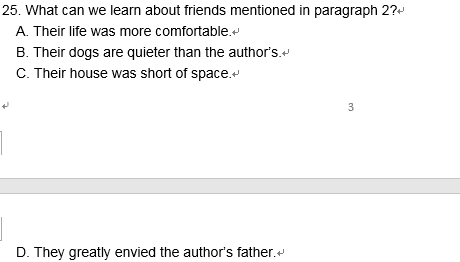 25. What can we learn about friends mentioned in paragraph 2?↵
A. Their life was more comfortable.↵
B. Their dogs are quieter than the author's.↵
C. Their house was short of space.↵
↵
3
D. They greatly envied the author's father.↵